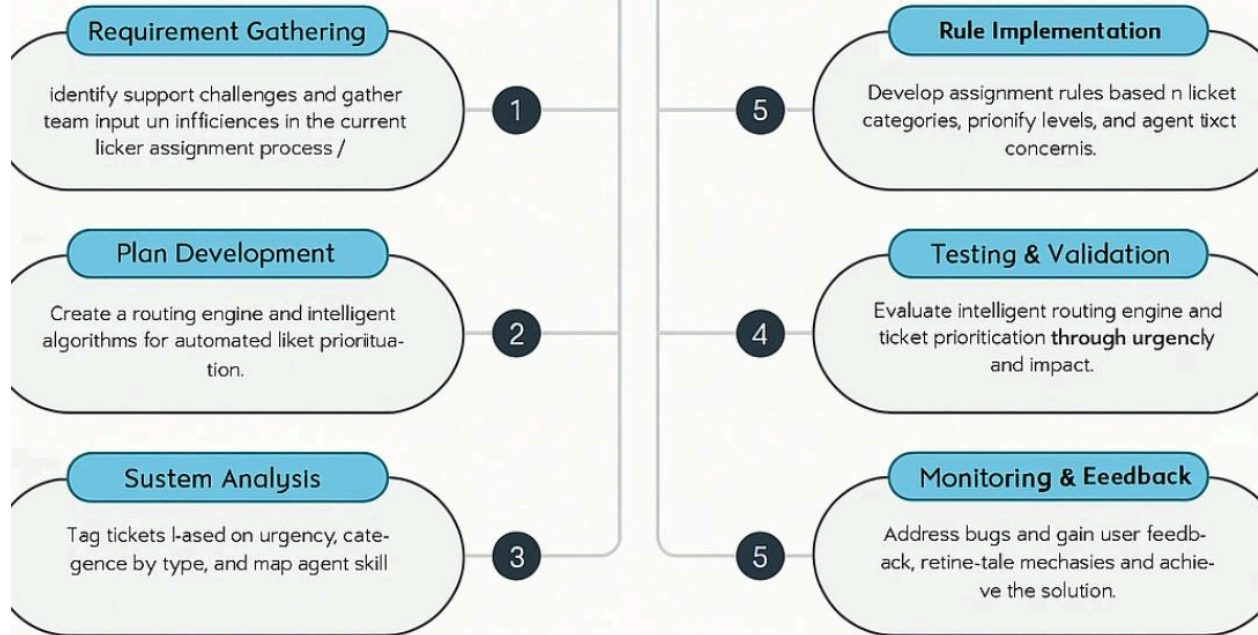 Requirement Gathering
identify support challenges and gather
team input un infficiences in the current
licker assignment process /
1
Plan Development
Create a routing engine and intelligent
algorithms for automated liket prioriitua-
tion.
2
Sustem Analysis
Tag tickets l-ased on urgency, cate-
gence by type, and map agent skill
3
Rule Implementation
Develop assignment rules based n licket
categories, prionify levels, and agent tixct
concernis.
5
Testing & Validation
Evaluate intelligent routing engine and
ticket prioritication through urgencly
and impact.
4
Monitoring & Eeedback
Address bugs and gain user feedb-
ack, retine-tale mechasies and achie-
ve the solution.
5